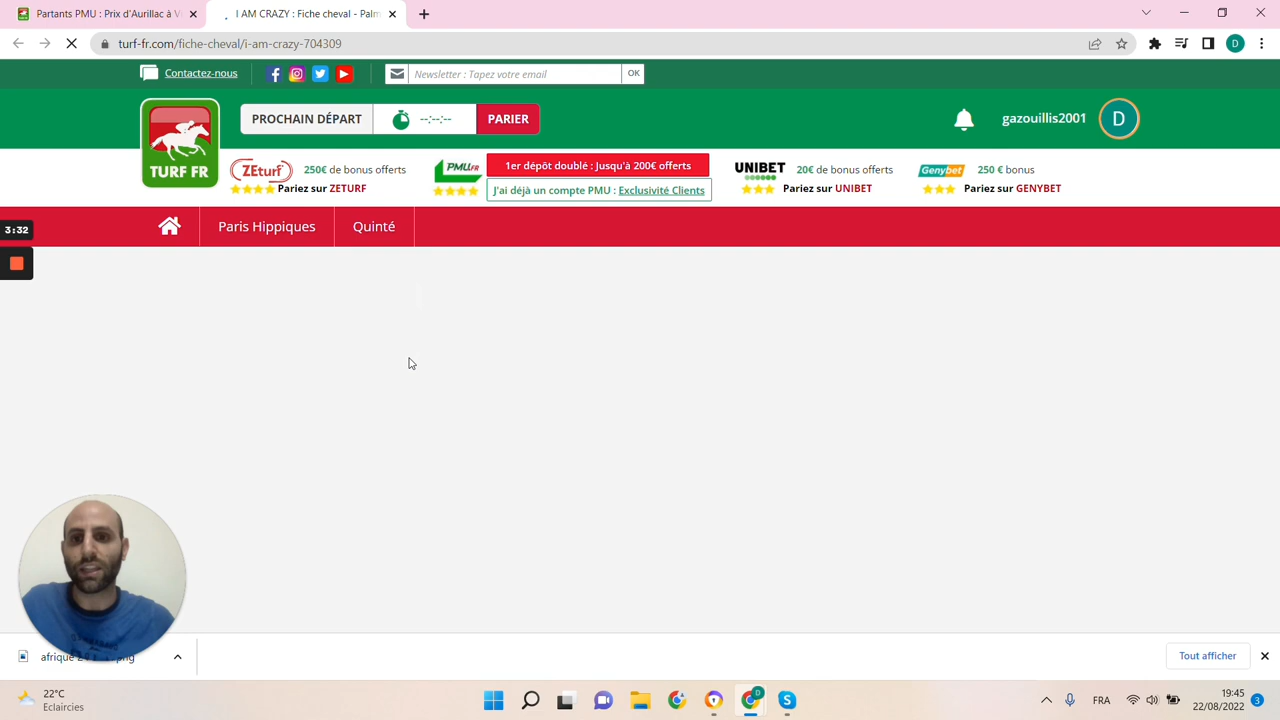 Partants PMU : Prix d'Aurillac à V
I AM CRAZY : Fiche cheval - Palm
turf-fr.com/fiche-cheval/i-am-crazy-704309
D
Contactez-nous
Newsletter : Tapez votre email
OK
TURF FR
PROCHAIN DÉPART
--:--:--
PARIER
gazouillis2001
D
ZEturf
250€ de bonus offerts
Pariez sur ZETURF
PMU.FR
1er dépôt doublé : Jusqu'à 200€ offerts
J'ai déjà un compte PMU : Exclusivité Clients
UNIBET
20€ de bonus offerts
Pariez sur UNIBET
Genybet
250 € bonus
Pariez sur GENYBET
3:32
Paris Hippiques
Quinté
Tout afficher
22°C
Eclaircies
D
FRA
19:45
22/08/2022
3